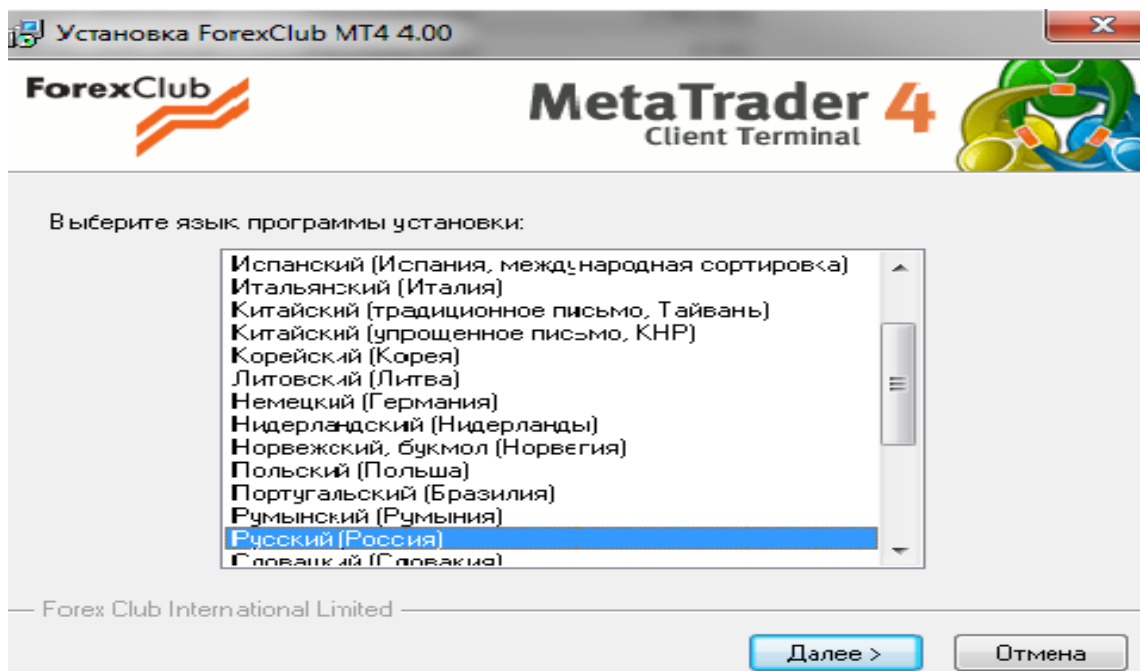 Установка ForexClub MT4 4.00
ForexClub
MetaTrader 4
Client Terminal
Выберите язык программы установки:
Испанский (Испания, международная сортировка)
Итальянский (Италия)
Китайский (традиционное письмо, Тайвань)
Китайский (упрощенное письмо, КНР)
Корейский (Корея)
Литовский (Литва)
Немецкий (Германия)
Нидерландский (Нидерланды)
Норвежский, букмол (Норвегия)
Польский (Польша)
Португальский (Бразилия)
Румынский (Румыния)
Русский (Россия)
Словацкий (Словакия)
Forex Club International Limited
Далее >
Отмена